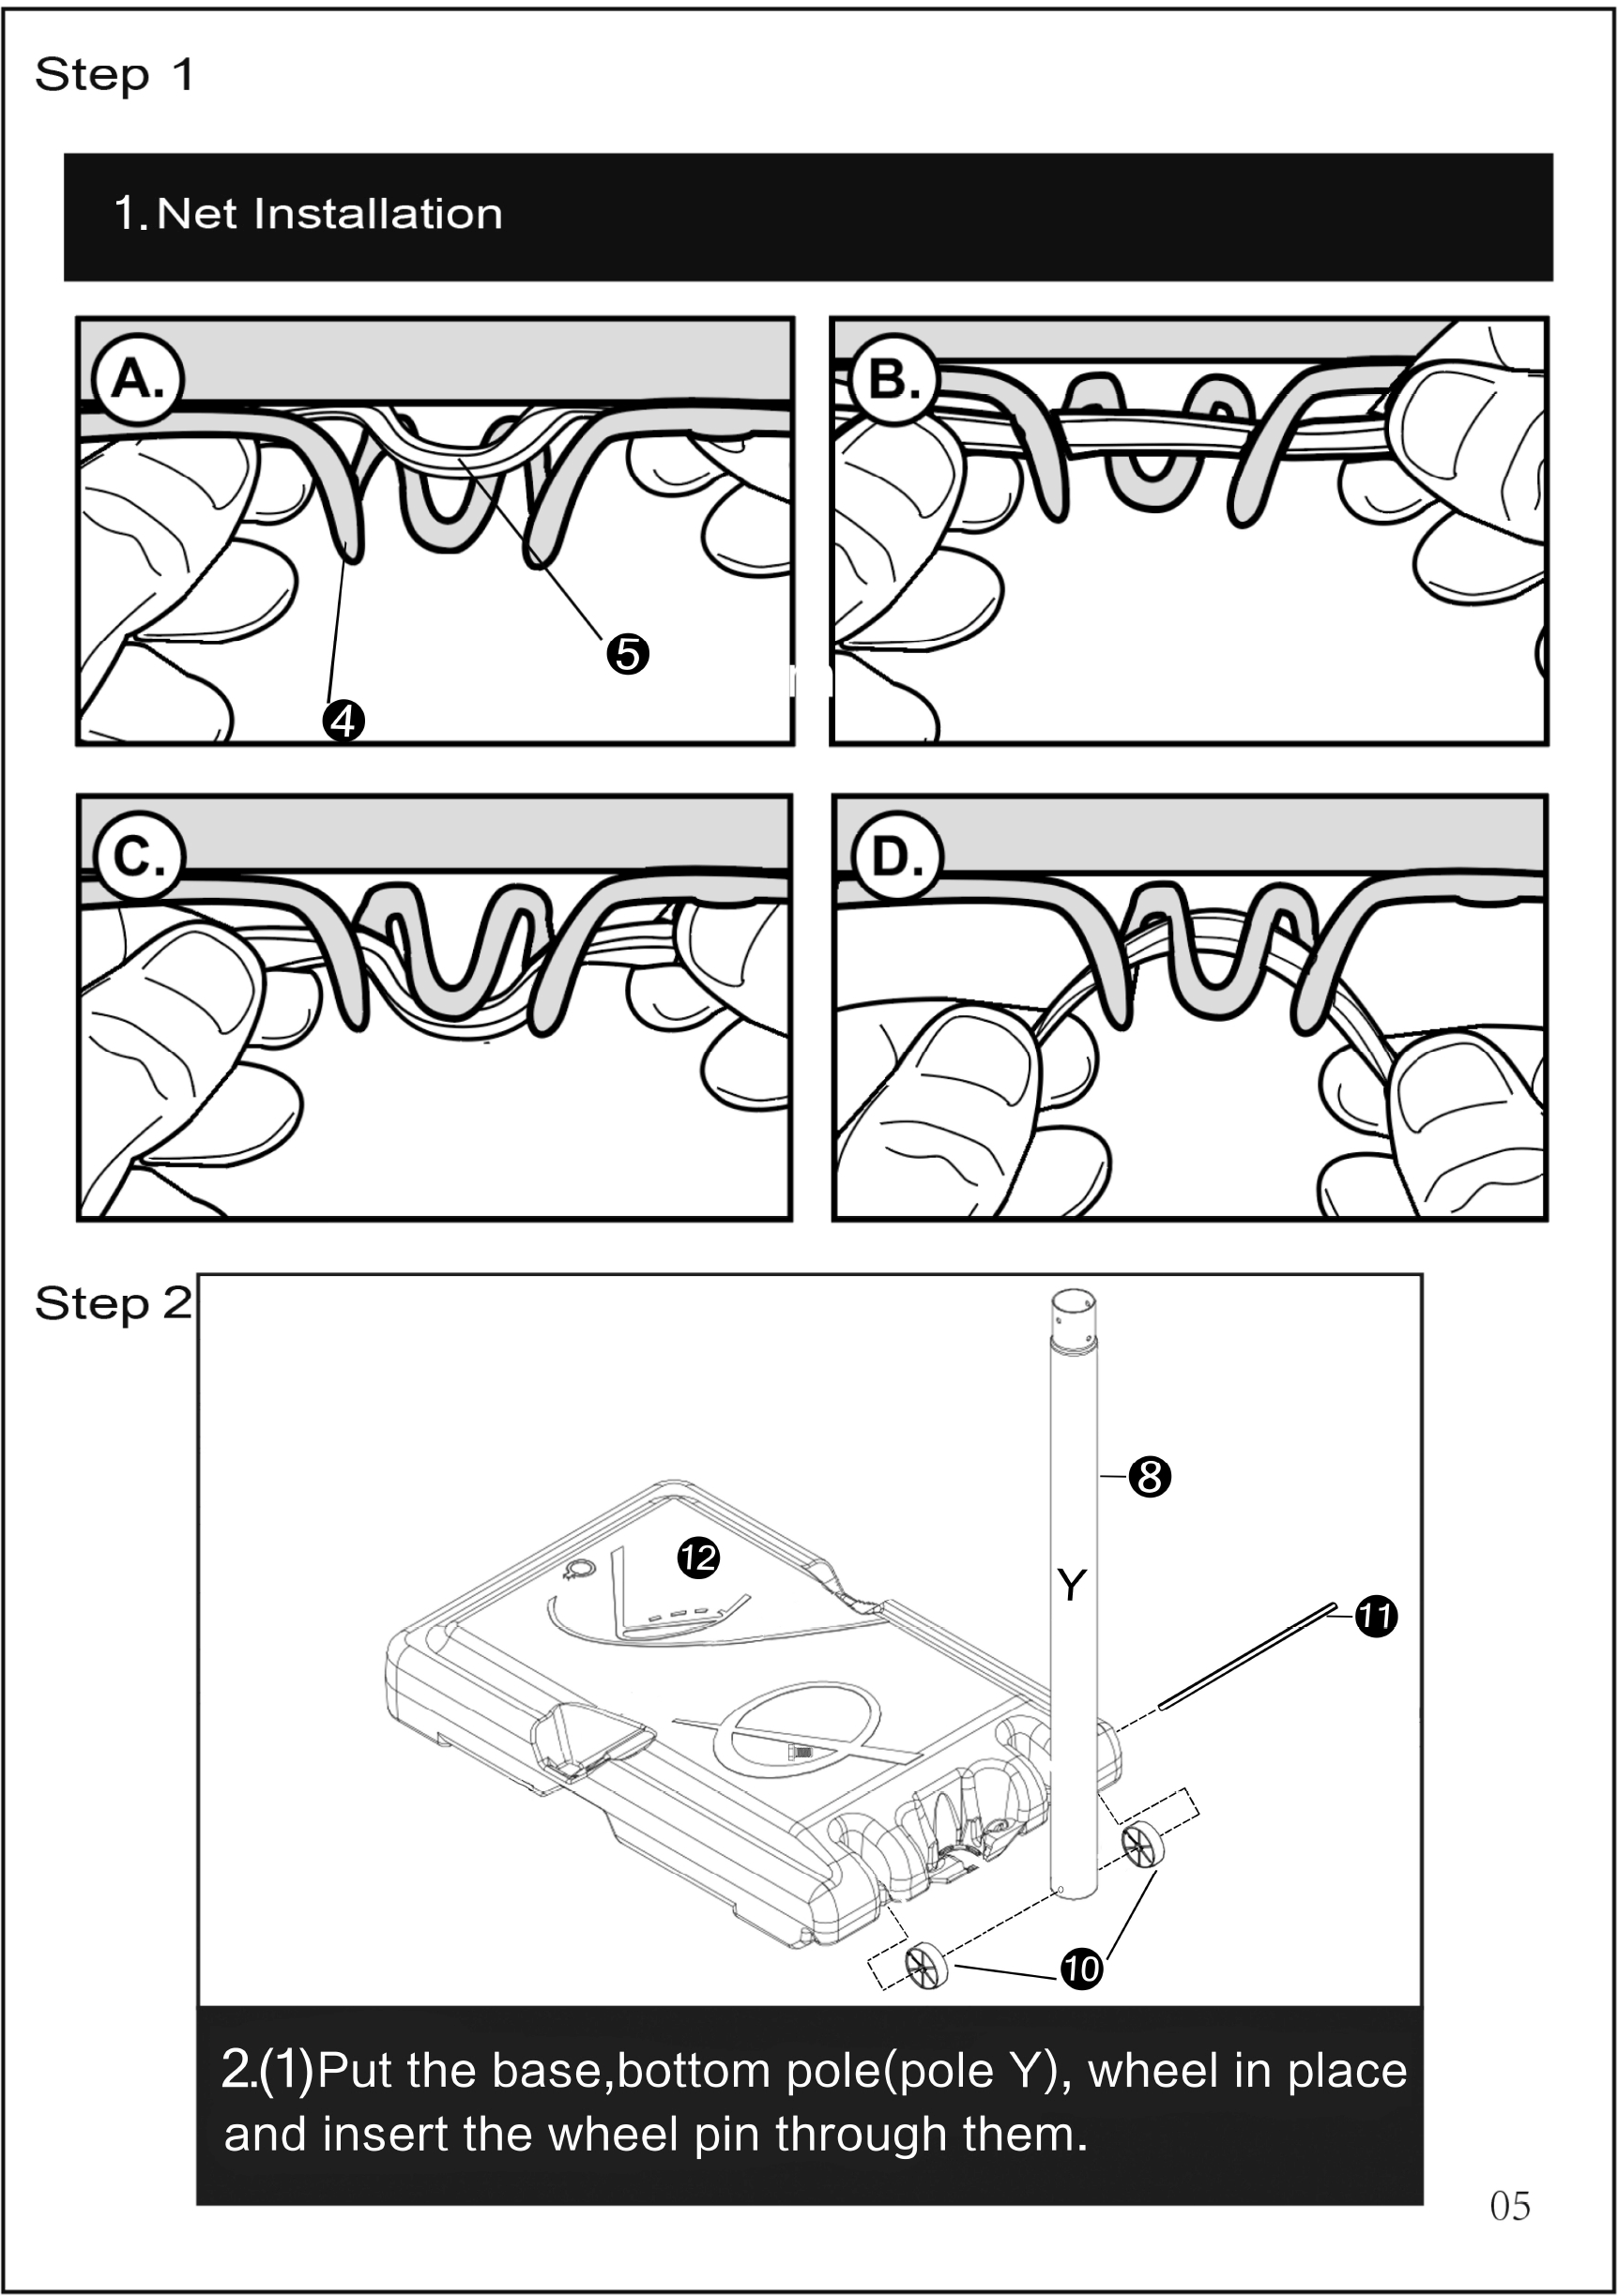 Step 1
1. Net Installation
A.
B.
5
4
C.
D.
Step 2
8
12
Y
11
10
2.(1)Put the base,bottom pole(pole Y), wheel in place
and insert the wheel pin through them.
05